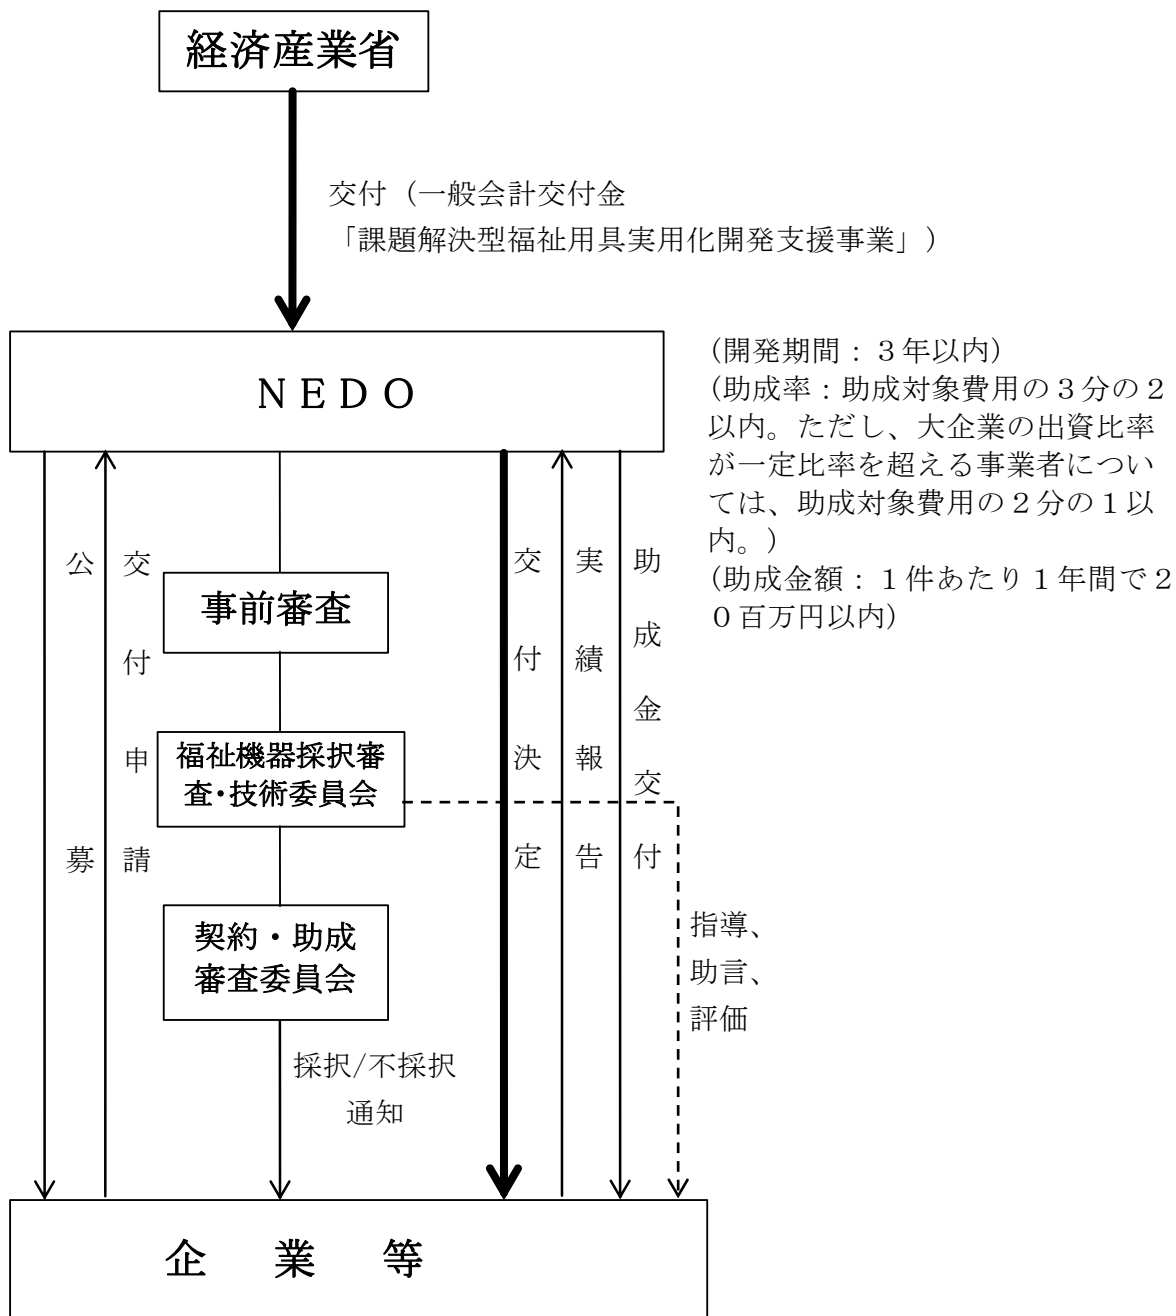 経済産業省
交付（一般会計交付金
「課題解決型福祉用具実用化開発支援事業」）
ＮＥＤＯ
（開発期間：３年以内）
（助成率：助成対象費用の３分の２
以内。ただし、大企業の出資比率
が一定比率を超える事業者につい
ては、助成対象費用の２分の１以
内。）
（助成金額：１件あたり１年間で２
０百万円以内）
公募
交付申請
事前審査
福祉機器採択審
査・技術委員会
契約・助成
審査委員会
採択/不採択
通知
交付決定
実績報告
助成金交付
指導、
助言、
評価
企業等